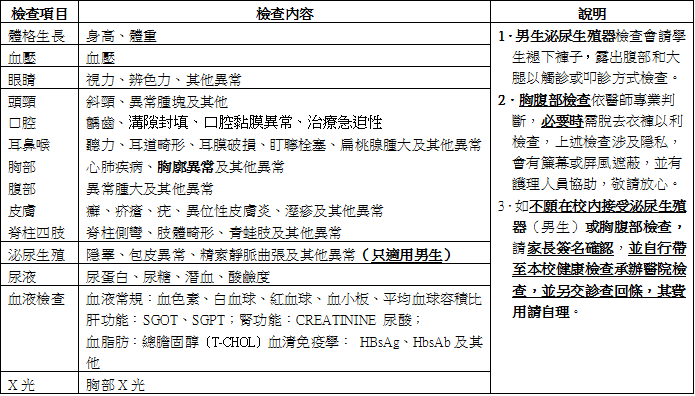 檢查項目 檢查內容 說明
體格生長 身高、體重
血壓 血壓
眼睛 視力、辨色力、其他異常
頭頸 斜頸、異常腫塊及其他
口腔 齲齒、溝隙封填、口腔黏膜異常、治療急迫性
耳鼻喉 聽力、耳道畸形、耳膜破損、盯聹栓塞、扁桃腺腫大及其他異常
胸部 心肺疾病、胸廓異常及其他異常
腹部 異常腫大及其他異常
皮膚 癬、疥瘡、疣、異位性皮膚炎、溼疹及其他異常
脊柱四肢 脊柱側彎、肢體畸形、青蛙肢及其他異常
泌尿生殖 隱睪、包皮異常、精索靜脈曲張及其他異常(只適用男生)
尿液 尿蛋白、尿糖、潛血、酸鹼度
血液檢查 血液常規：血色素、白血球、紅血球、血小板、平均血球容積比
肝功能：SGOT、SGPT；腎功能：CREATININE 尿酸；
血脂肪：總膽固醇〔T-CHOL〕血清免疫學： HBsAg、HbsAb 及其
他
X 光 胸部 X 光
1．男生泌尿生殖器檢查會請學
生褪下褲子，露出腹部和大
腿以觸診或叩診方式檢查。
2．胸腹部檢查依醫師專業判
斷，必要時需脫去衣褲以利
檢查，上述檢查涉及隱私，
會有簾幕或屏風遮蔽，並有
護理人員協助，敬請放心。
3．如不願在校內接受泌尿生殖
器（男生）或胸腹部檢查，
請家長簽名確認，並自行帶
至本校健康檢查承辦醫院檢
查，並另交診查回條，其費
用請自理。